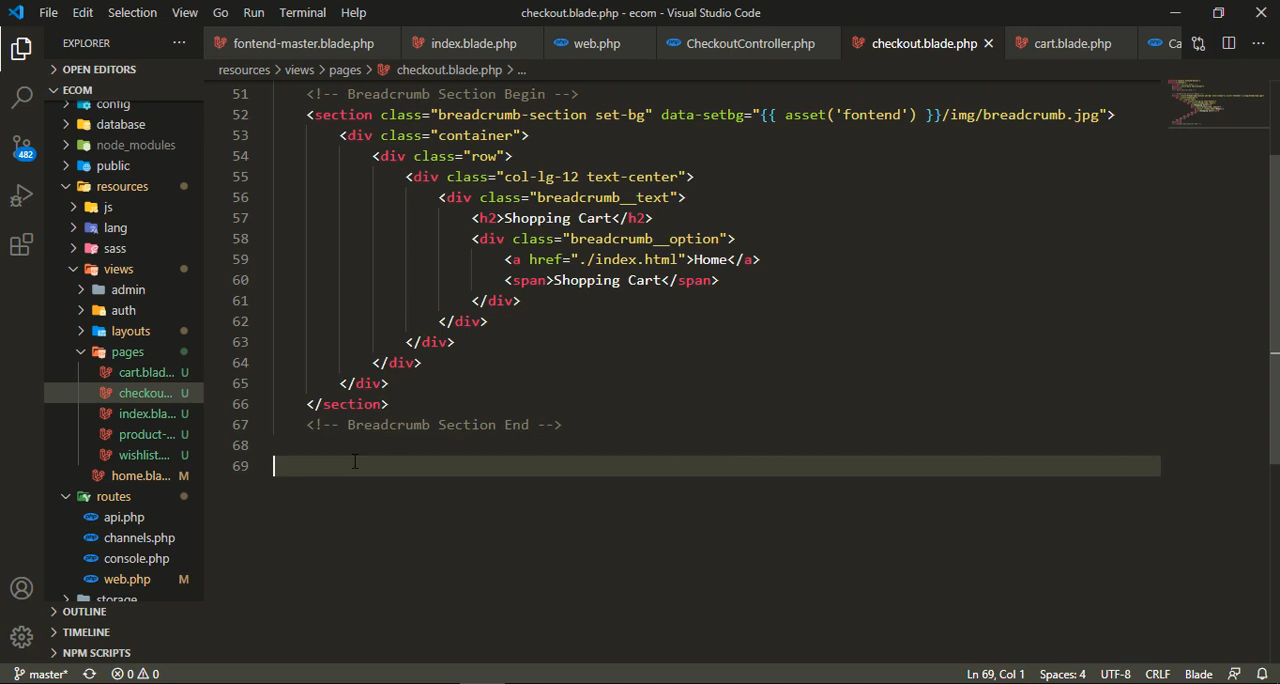 File Edit Selection View Go Run Terminal Help checkout.blade.php - ecom - Visual Studio Code
EXPLORER
fontend-master.blade.php index.blade.php web.php CheckoutController.php checkout.blade.php cart.blade.php Ca
OPEN EDITORS
resources > views > pages > checkout.blade.php > ...
ECOM
config
database
node_modules
public
resources
js
lang
sass
views
admin
auth
layouts
pages
cart.blad... U
checkou... U
index.bla... U
product-... U
wishlist.... U
home.bla... M
routes
api.php
channels.php
console.php
web.php M
storage
OUTLINE
TIMELINE
NPM SCRIPTS
482
51 <!-- Breadcrumb Section Begin -->
52 <section class="breadcrumb-section set-bg" data-setbg="{{ asset('fontend') }}/img/breadcrumb.jpg">
53 <div class="container">
54 <div class="row">
55 <div class="col-lg-12 text-center">
56 <div class="breadcrumb__text">
57 <h2>Shopping Cart</h2>
58 <div class="breadcrumb__option">
59 <a href="./index.html">Home</a>
60 <span>Shopping Cart</span>
61 </div>
62 </div>
63 </div>
64 </div>
65 </div>
66 </section>
67 <!-- Breadcrumb Section End -->
68
69
master* 0 0 Ln 69, Col 1 Spaces: 4 UTF-8 CRLF Blade